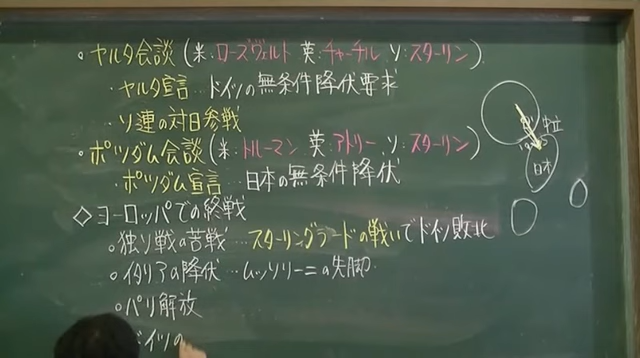 ○ヤルタ会談(米:ローズヴェルト 英:チャーチル ソ:スターリン)
・ヤルタ宣言…ドイツの無条件降伏要求
・ソ連の対日参戦
○ポツダム会談(米:トルーマン 英:アトリー ソ:スターリン)
・ポツダム宣言…日本の無条件降伏
◇ヨーロッパでの終戦
○独ソ戦の苦戦…スターリングラードの戦いでドイツ敗北
○イタリアの降伏…ムッソリーニの失脚
○パリ解放
ドイツの
日本